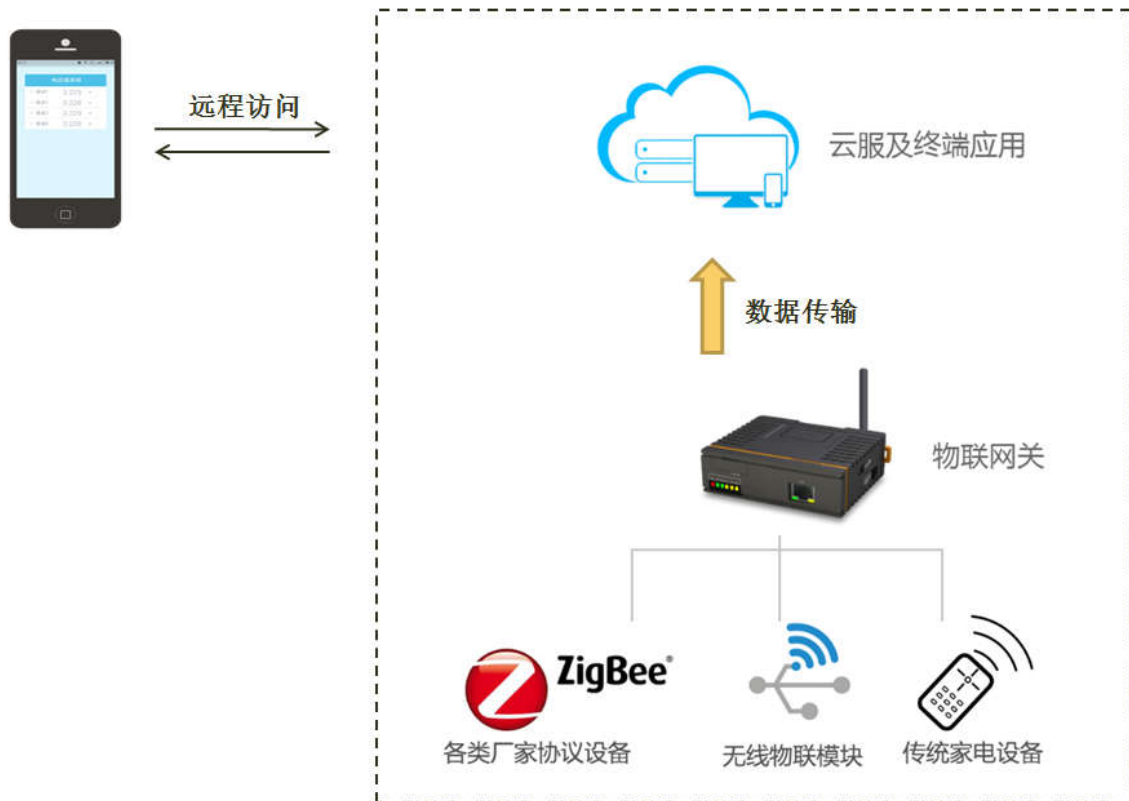 远程访问
云服及终端应用
数据传输
物联网关
ZigBee®
各类厂家协议设备
无线物联模块
传统家电设备